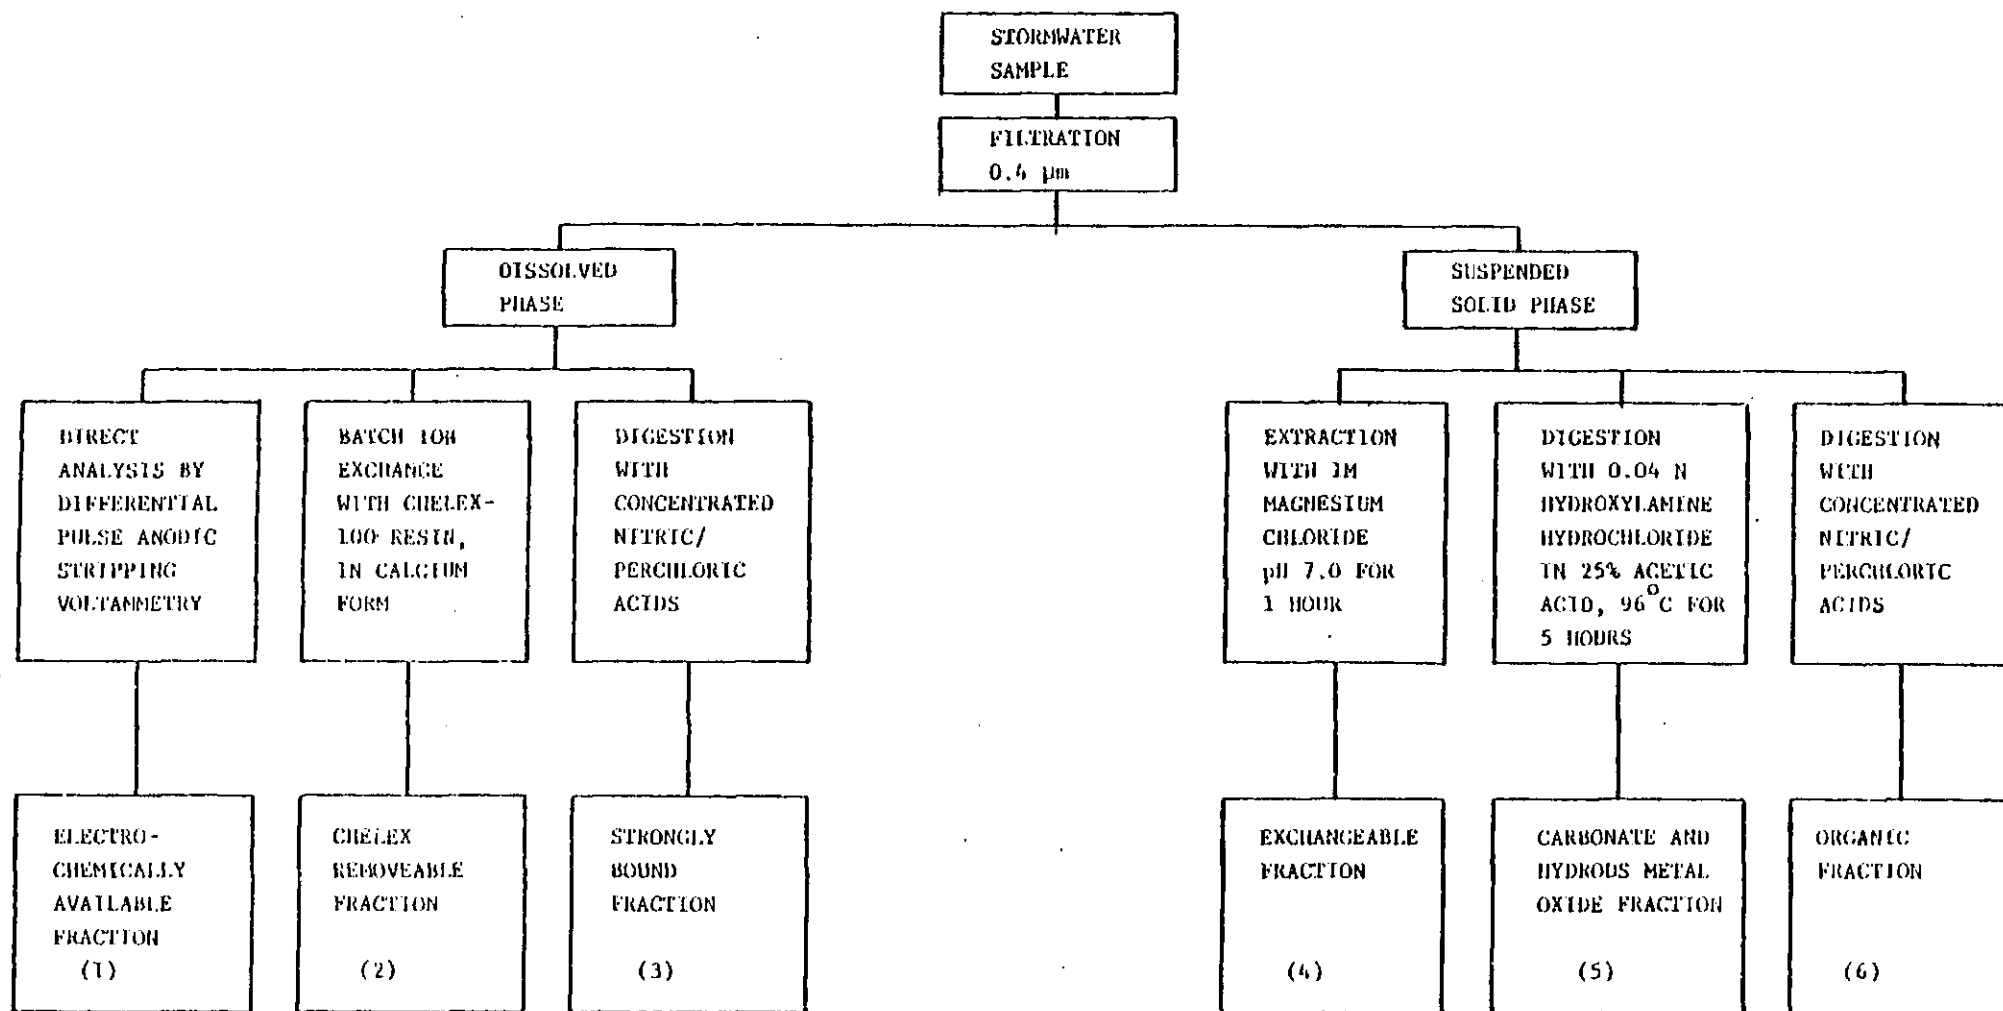 STORMWATER
SAMPLE
FILTRATION
0.4 µm
DISSOLVED
PHASE
SUSPENDED
SOLID PHASE
DIRECT
ANALYSIS BY
DIFFERENTIAL
PULSE ANODIC
STRIPPING
VOLTAMMETRY
BATCH ION
EXCHANGE
WITH CHELEX-
100 RESIN,
IN CALCIUM
FORM
DIGESTION
WITH
CONCENTRATED
NITRIC/
PERCHLORIC
ACIDS
EXTRACTION
WITH 1M
MAGNESIUM
CHLORIDE
pH 7.0 FOR
1 HOUR
DIGESTION
WITH 0.04 N
HYDROXYLAMINE
HYDROCHLORIDE
IN 25% ACETIC
ACID, 96°C FOR
5 HOURS
DIGESTION
WITH
CONCENTRATED
NITRIC/
PERCHLORIC
ACIDS
ELECTRO-
CHEMICALLY
AVAILABLE
FRACTION
(1)
CHELEX
REMOVEABLE
FRACTION
(2)
STRONGLY
BOUND
FRACTION
(3)
EXCHANGEABLE
FRACTION
(4)
CARBONATE AND
HYDROUS METAL
OXIDE FRACTION
(5)
ORGANIC
FRACTION
(6)